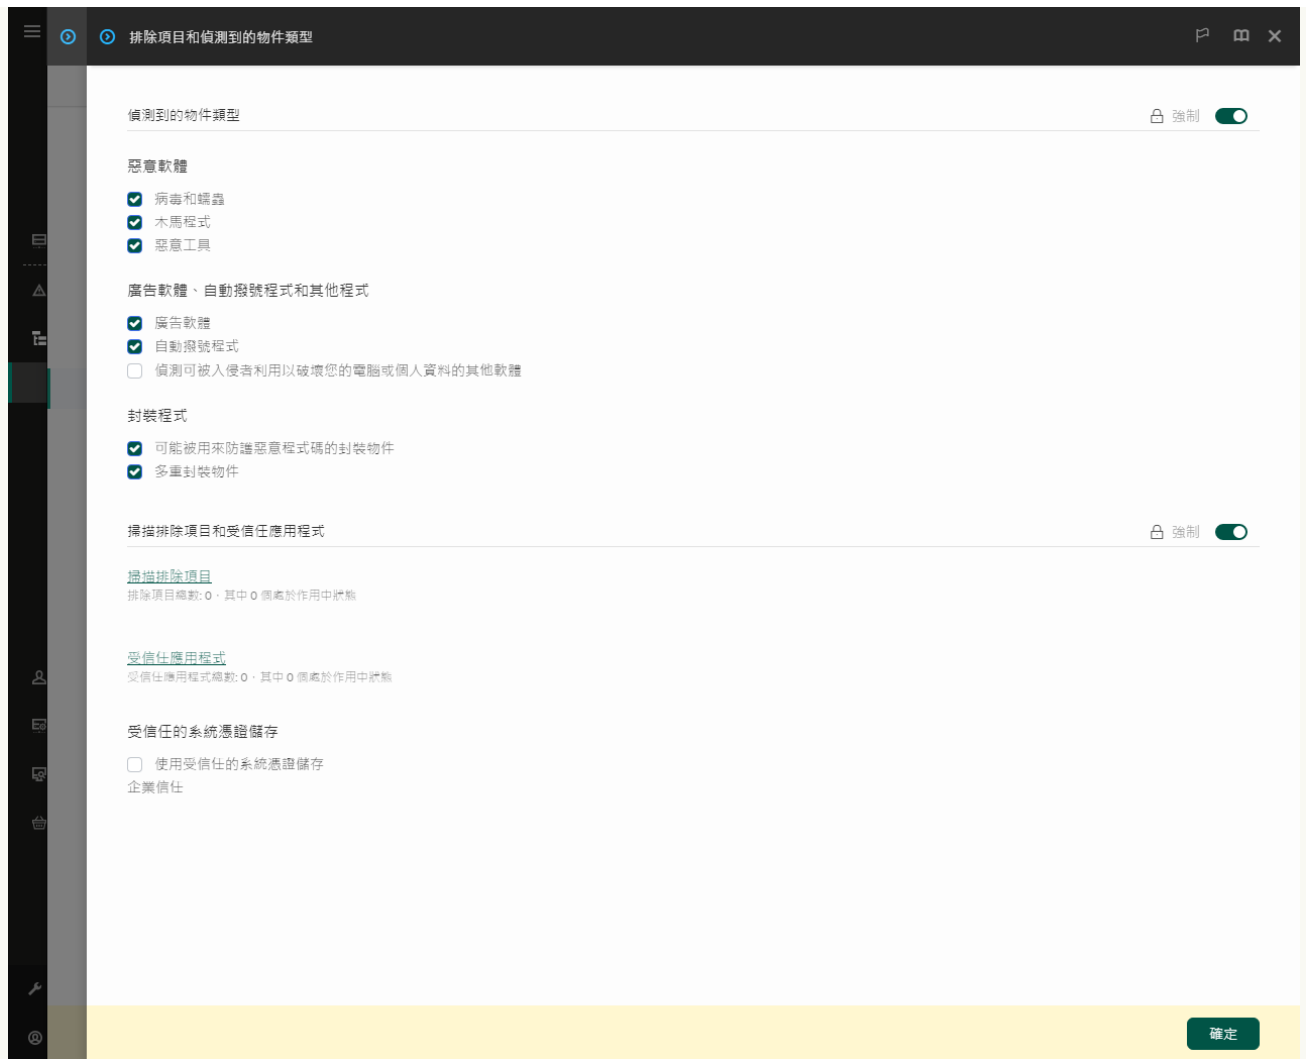 排除項目和偵測到的物件類型
偵測到的物件類型
強制
惡意軟體
病毒和蠕蟲
木馬程式
惡意工具
廣告軟體、自動撥號程式和其他程式
廣告軟體
自動撥號程式
偵測可被入侵者利用以破壞您的電腦或個人資料的其他軟體
封裝程式
可能被用來防護惡意程式碼的封裝物件
多重封裝物件
掃描排除項目和受信任應用程式
強制
掃描排除項目
排除項目總數: 0，其中 0 個處於作用中狀態
受信任應用程式
受信任應用程式總數: 0，其中 0 個處於作用中狀態
受信任的系統憑證儲存
使用受信任的系統憑證儲存
企業信任
確定